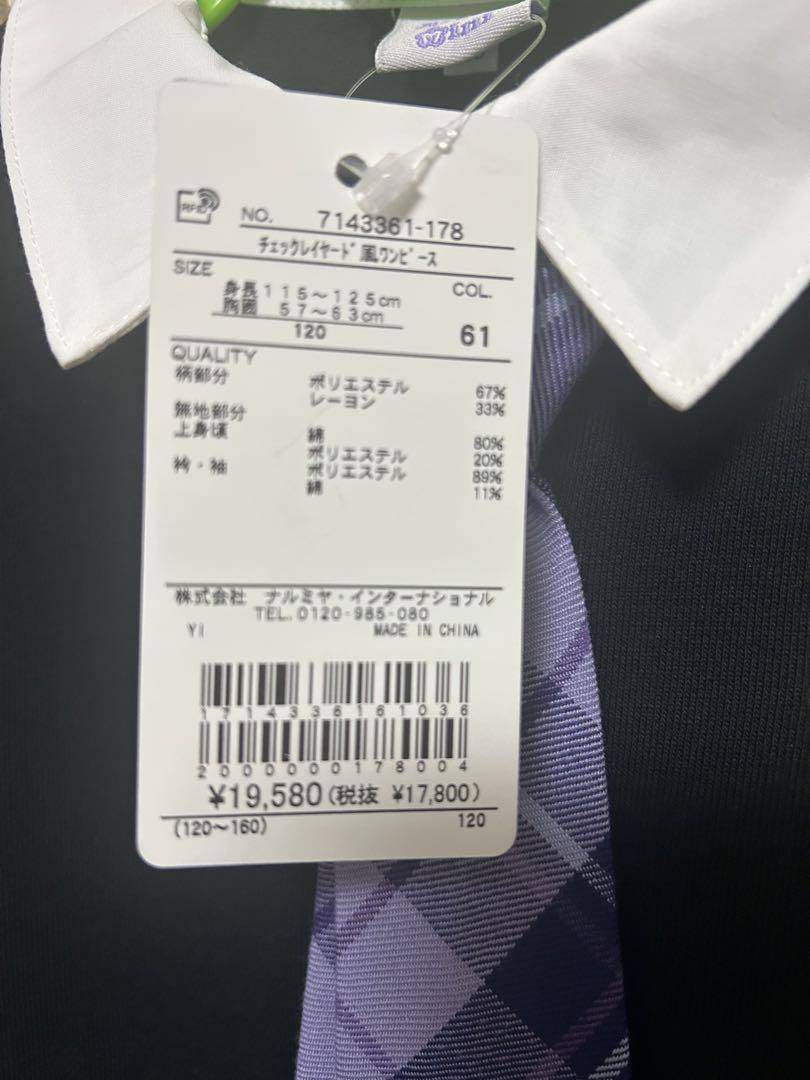 RFID
NO. 7143361-178
チェックレイヤード風ワンピース
SIZE
COL.
身長 115～125cm
胸囲 57～63cm
120
61
QUALITY
柄部分 ポリエステル 67%
レーヨン 33%
無地部分
上身頃 綿 80%
ポリエステル 20%
衿・袖 ポリエステル 89%
綿 11%
株式会社 ナルミヤ・インターナショナル
TEL.0120-985-080
YI MADE IN CHINA
1714336161036
2000000178004
¥19,580(税抜 ¥17,800)
(120～160) 120